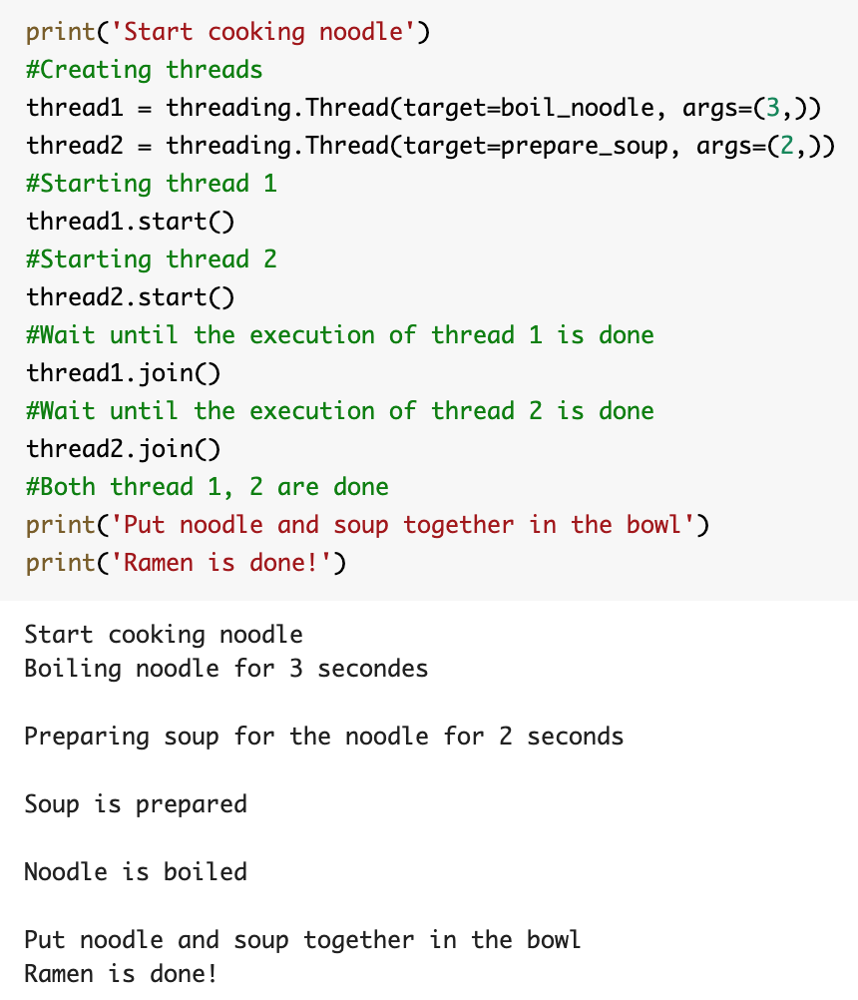 print('Start cooking noodle')
#Creating threads
thread1 = threading.Thread(target=boil_noodle, args=(3,))
thread2 = threading.Thread(target=prepare_soup, args=(2,))
#Starting thread 1
thread1.start()
#Starting thread 2
thread2.start()
#Wait until the execution of thread 1 is done
thread1.join()
#Wait until the execution of thread 2 is done
thread2.join()
#Both thread 1, 2 are done
print('Put noodle and soup together in the bowl')
print('Ramen is done!')
Start cooking noodle
Boiling noodle for 3 secondes
Preparing soup for the noodle for 2 seconds
Soup is prepared
Noodle is boiled
Put noodle and soup together in the bowl
Ramen is done!